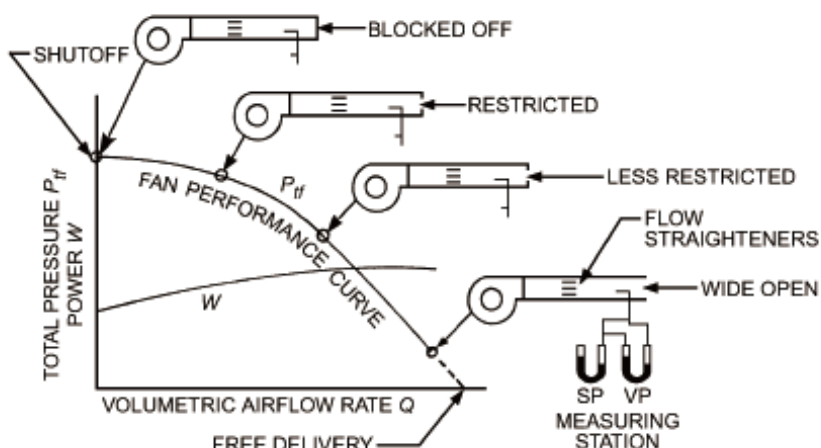 BLOCKED OFF
SHUTOFF
RESTRICTED
LESS RESTRICTED
FLOW
STRAIGHTENERS
WIDE OPEN
FAN PERFORMANCE CURVE
Ptf
W
TOTAL PRESSURE Ptf
POWER W
VOLUMETRIC AIRFLOW RATE Q
FREE DELIVERY
SP VP
MEASURING
STATION